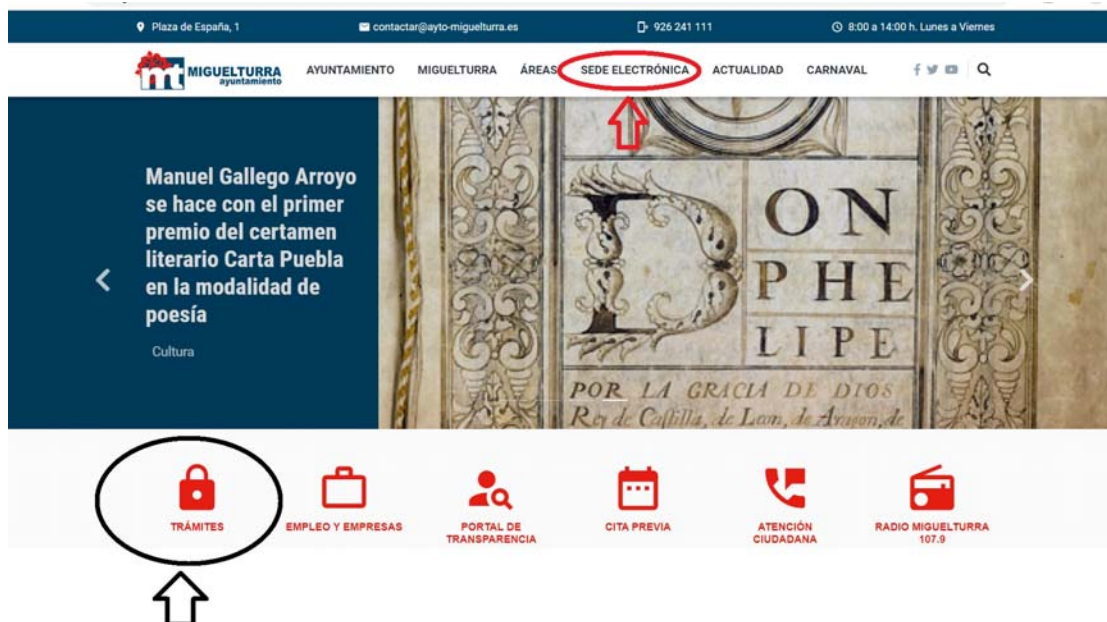 Plaza de España, 1
contactar@ayto-miguelturra.es
926 241 111
8:00 a 14:00 h. Lunes a Viernes
mt MIGUELTURRA
ayuntamiento
AYUNTAMIENTO MIGUELTURRA ÁREAS SEDE ELECTRÓNICA ACTUALIDAD CARNAVAL
Manuel Gallego Arroyo
se hace con el primer
premio del certamen
literario Carta Puebla
en la modalidad de
poesía
Cultura
DON
PHE
LIPE
POR LA GRACIA DE DIOS
Rey de Castilla, de Leon, de Aragon, de
TRÁMITES
EMPLEO Y EMPRESAS
PORTAL DE
TRANSPARENCIA
CITA PREVIA
ATENCIÓN
CIUDADANA
RADIO MIGUELTURRA
107.9